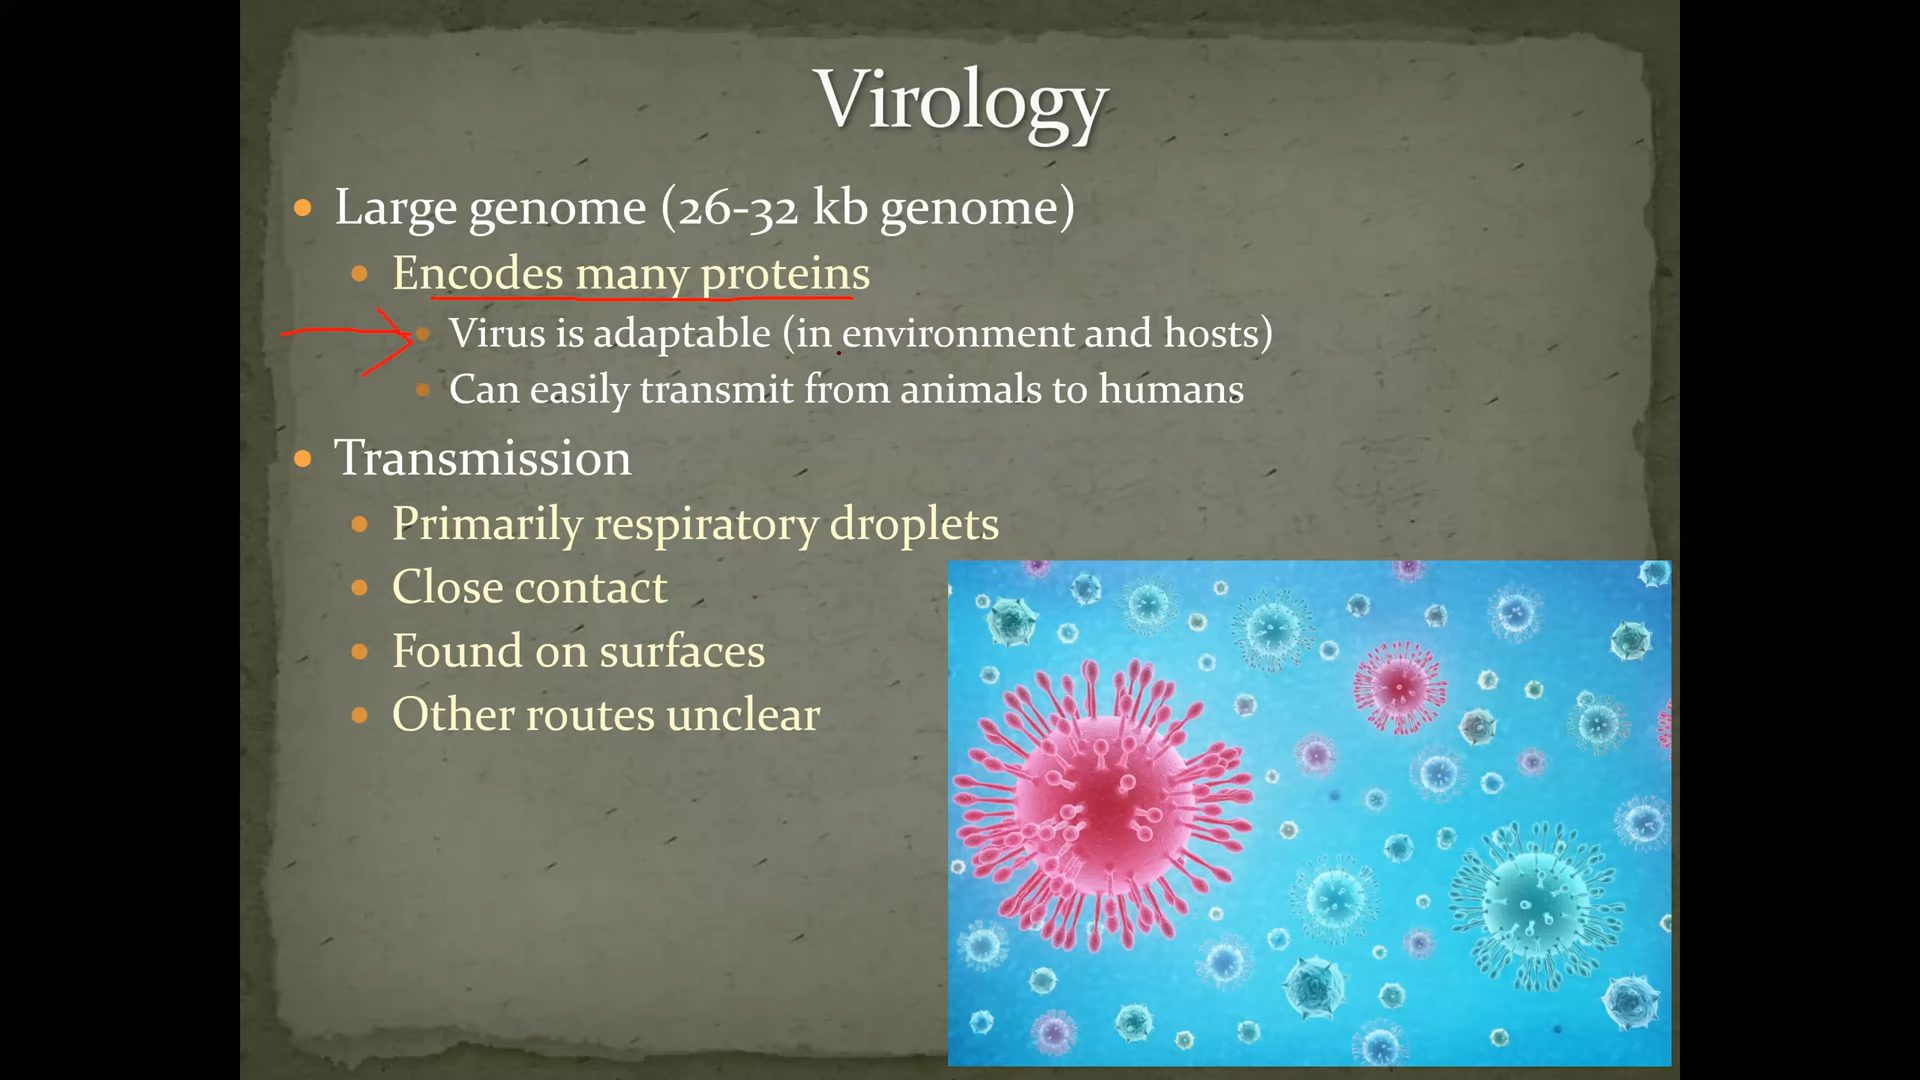 Virology
Large genome (26-32 kb genome)
Encodes many proteins
Virus is adaptable (in environment and hosts)
Can easily transmit from animals to humans
Transmission
Primarily respiratory droplets
Close contact
Found on surfaces
Other routes unclear